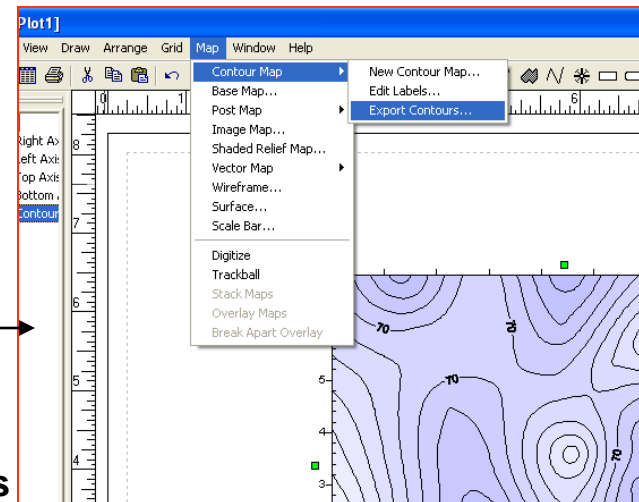 Plot1]
View Draw Arrange Grid Map Window Help
Contour Map
Base Map...
Post Map
Image Map...
Shaded Relief Map...
Vector Map
Wireframe...
Surface...
Scale Bar...
Digitize
Trackball
Stack Maps
Overlay Maps
Break Apart Overlay
New Contour Map...
Edit Labels...
Export Contours...
0 1 6
Right Ax
Left Axis
Top Axis
Bottom
Contour
8
7
6
5
4
5
4
3
70
70
70
70
s